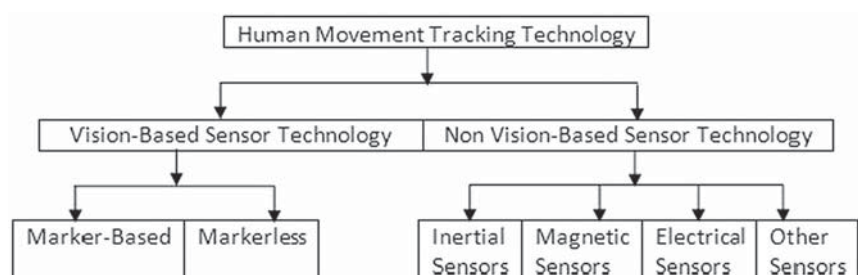 Human Movement Tracking Technology
Vision-Based Sensor Technology
Non Vision-Based Sensor Technology
Marker-Based
Markerless
Inertial
Sensors
Magnetic
Sensors
Electrical
Sensors
Other
Sensors